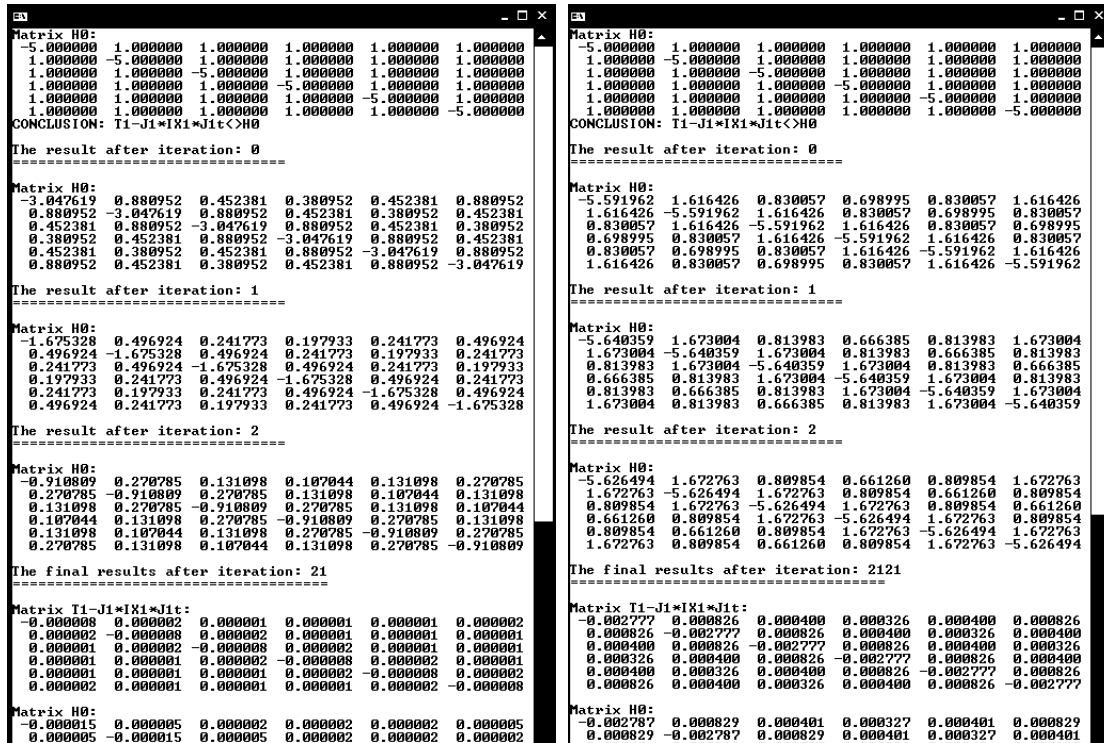 Matrix H0:
-5.000000 1.000000 1.000000 1.000000 1.000000 1.000000
1.000000 -5.000000 1.000000 1.000000 1.000000 1.000000
1.000000 1.000000 -5.000000 1.000000 1.000000 1.000000
1.000000 1.000000 1.000000 -5.000000 1.000000 1.000000
1.000000 1.000000 1.000000 1.000000 -5.000000 1.000000
1.000000 1.000000 1.000000 1.000000 1.000000 -5.000000
CONCLUSION: T1-J1*IX1*J1t<>H0
The result after iteration: 0
================================
Matrix H0:
-3.047619 0.880952 0.452381 0.380952 0.452381 0.880952
0.880952 -3.047619 0.880952 0.452381 0.380952 0.452381
0.452381 0.880952 -3.047619 0.880952 0.452381 0.380952
0.380952 0.452381 0.880952 -3.047619 0.880952 0.452381
0.452381 0.380952 0.452381 0.880952 -3.047619 0.880952
0.880952 0.452381 0.380952 0.452381 0.880952 -3.047619
The result after iteration: 1
================================
Matrix H0:
-1.675328 0.496924 0.241773 0.197933 0.241773 0.496924
0.496924 -1.675328 0.496924 0.241773 0.197933 0.241773
0.241773 0.496924 -1.675328 0.496924 0.241773 0.197933
0.197933 0.241773 0.496924 -1.675328 0.496924 0.241773
0.241773 0.197933 0.241773 0.496924 -1.675328 0.496924
0.496924 0.241773 0.197933 0.241773 0.496924 -1.675328
The result after iteration: 2
================================
Matrix H0:
-0.910809 0.270785 0.131098 0.107044 0.131098 0.270785
0.270785 -0.910809 0.270785 0.131098 0.107044 0.131098
0.131098 0.270785 -0.910809 0.270785 0.131098 0.107044
0.107044 0.131098 0.270785 -0.910809 0.270785 0.131098
0.131098 0.107044 0.131098 0.270785 -0.910809 0.270785
0.270785 0.131098 0.107044 0.131098 0.270785 -0.910809
The final results after iteration: 21
=====================================
Matrix T1-J1*IX1*J1t:
-0.000008 0.000002 0.000001 0.000001 0.000001 0.000002
0.000002 -0.000008 0.000002 0.000001 0.000001 0.000001
0.000001 0.000002 -0.000008 0.000002 0.000001 0.000001
0.000001 0.000001 0.000002 -0.000008 0.000002 0.000001
0.000001 0.000001 0.000001 0.000002 -0.000008 0.000002
0.000002 0.000001 0.000001 0.000001 0.000002 -0.000008
Matrix H0:
-0.000015 0.000005 0.000002 0.000002 0.000002 0.000005
0.000005 -0.000015 0.000005 0.000002 0.000002 0.000002
Matrix H0:
-5.000000 1.000000 1.000000 1.000000 1.000000 1.000000
1.000000 -5.000000 1.000000 1.000000 1.000000 1.000000
1.000000 1.000000 -5.000000 1.000000 1.000000 1.000000
1.000000 1.000000 1.000000 -5.000000 1.000000 1.000000
1.000000 1.000000 1.000000 1.000000 -5.000000 1.000000
1.000000 1.000000 1.000000 1.000000 1.000000 -5.000000
CONCLUSION: T1-J1*IX1*J1t<>H0
The result after iteration: 0
================================
Matrix H0:
-5.591962 1.616426 0.830057 0.698995 0.830057 1.616426
1.616426 -5.591962 1.616426 0.830057 0.698995 0.830057
0.830057 1.616426 -5.591962 1.616426 0.830057 0.698995
0.698995 0.830057 1.616426 -5.591962 1.616426 0.830057
0.830057 0.698995 0.830057 1.616426 -5.591962 1.616426
1.616426 0.830057 0.698995 0.830057 1.616426 -5.591962
The result after iteration: 1
================================
Matrix H0:
-5.640359 1.673004 0.813983 0.666385 0.813983 1.673004
1.673004 -5.640359 1.673004 0.813983 0.666385 0.813983
0.813983 1.673004 -5.640359 1.673004 0.813983 0.666385
0.666385 0.813983 1.673004 -5.640359 1.673004 0.813983
0.813983 0.666385 0.813983 1.673004 -5.640359 1.673004
1.673004 0.813983 0.666385 0.813983 1.673004 -5.640359
The result after iteration: 2
================================
Matrix H0:
-5.626494 1.672763 0.809854 0.661260 0.809854 1.672763
1.672763 -5.626494 1.672763 0.809854 0.661260 0.809854
0.809854 1.672763 -5.626494 1.672763 0.809854 0.661260
0.661260 0.809854 1.672763 -5.626494 1.672763 0.809854
0.809854 0.661260 0.809854 1.672763 -5.626494 1.672763
1.672763 0.809854 0.661260 0.809854 1.672763 -5.626494
The final results after iteration: 2121
=====================================
Matrix T1-J1*IX1*J1t:
-0.002777 0.000826 0.000400 0.000326 0.000400 0.000826
0.000826 -0.002777 0.000826 0.000400 0.000326 0.000400
0.000400 0.000826 -0.002777 0.000826 0.000400 0.000326
0.000326 0.000400 0.000826 -0.002777 0.000826 0.000400
0.000400 0.000326 0.000400 0.000826 -0.002777 0.000826
0.000826 0.000400 0.000326 0.000400 0.000826 -0.002777
Matrix H0:
-0.002787 0.000829 0.000401 0.000327 0.000401 0.000829
0.000829 -0.002787 0.000829 0.000401 0.000327 0.000401